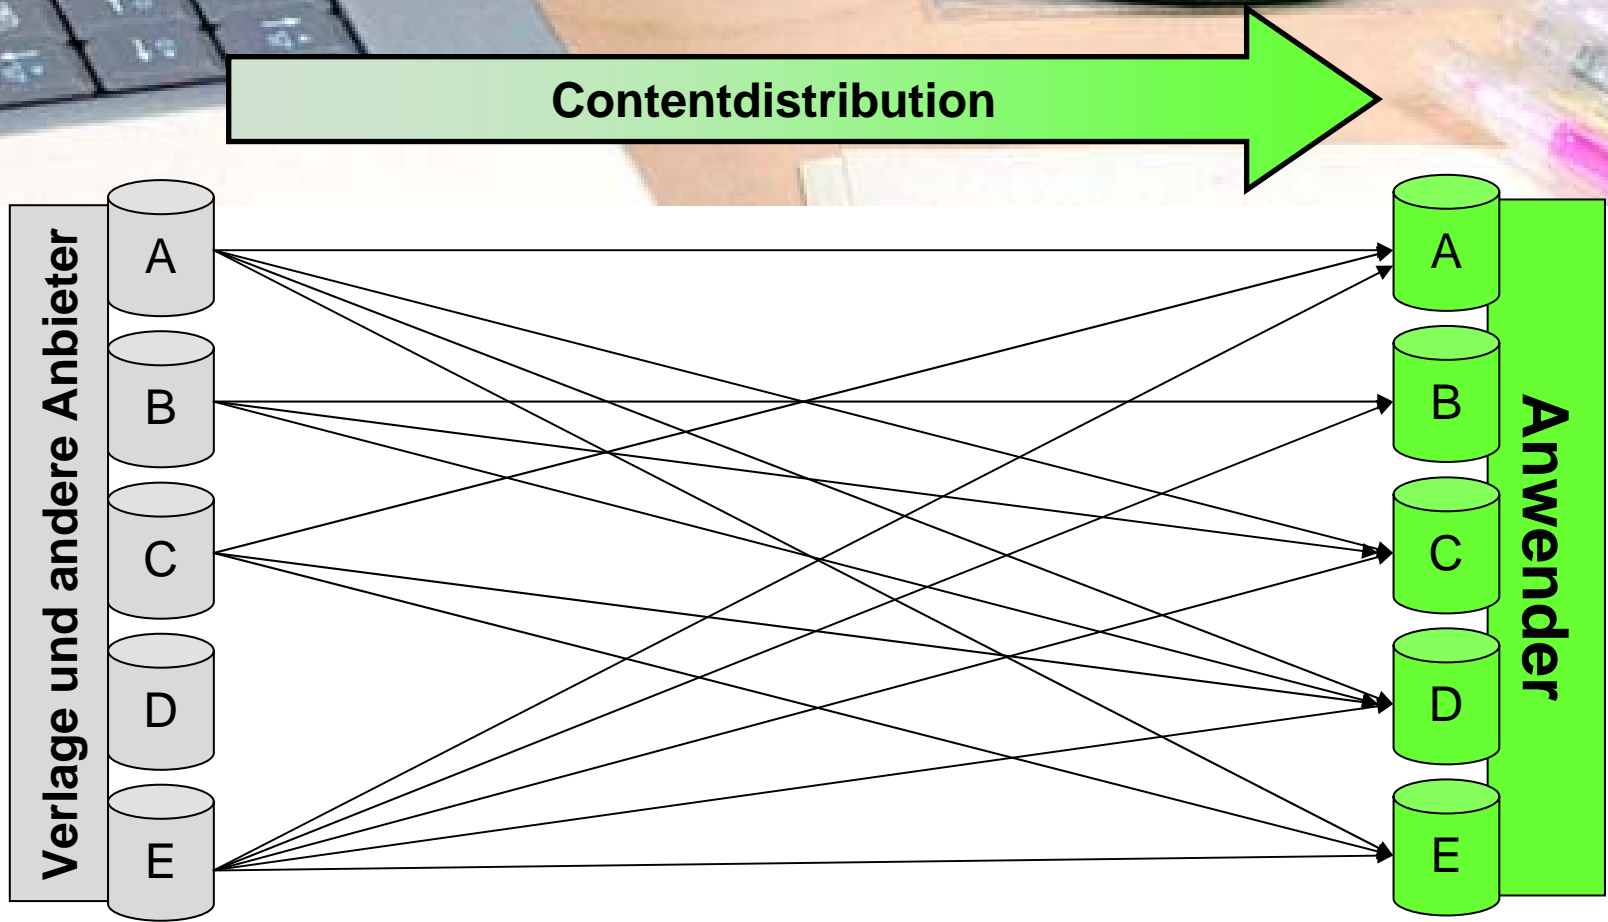 Contentdistribution
Verlage und andere Anbieter
A
B
C
D
E
A
B
C
D
E
Anwender